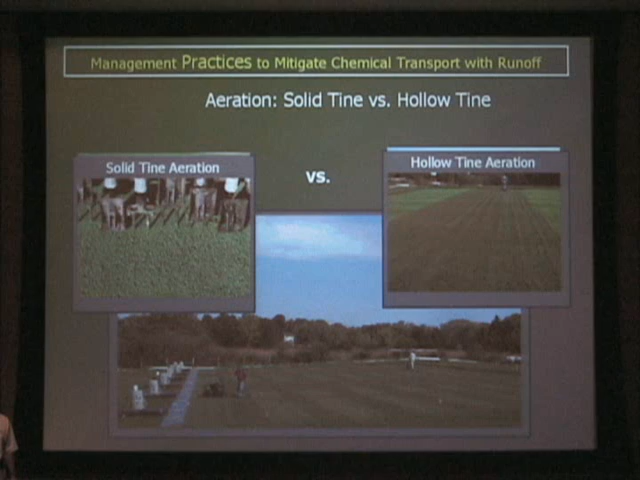 Management Practices to Mitigate Chemical Transport with Runoff
Aeration: Solid Tine vs. Hollow Tine
Solid Tine Aeration
vs.
Hollow Tine Aeration